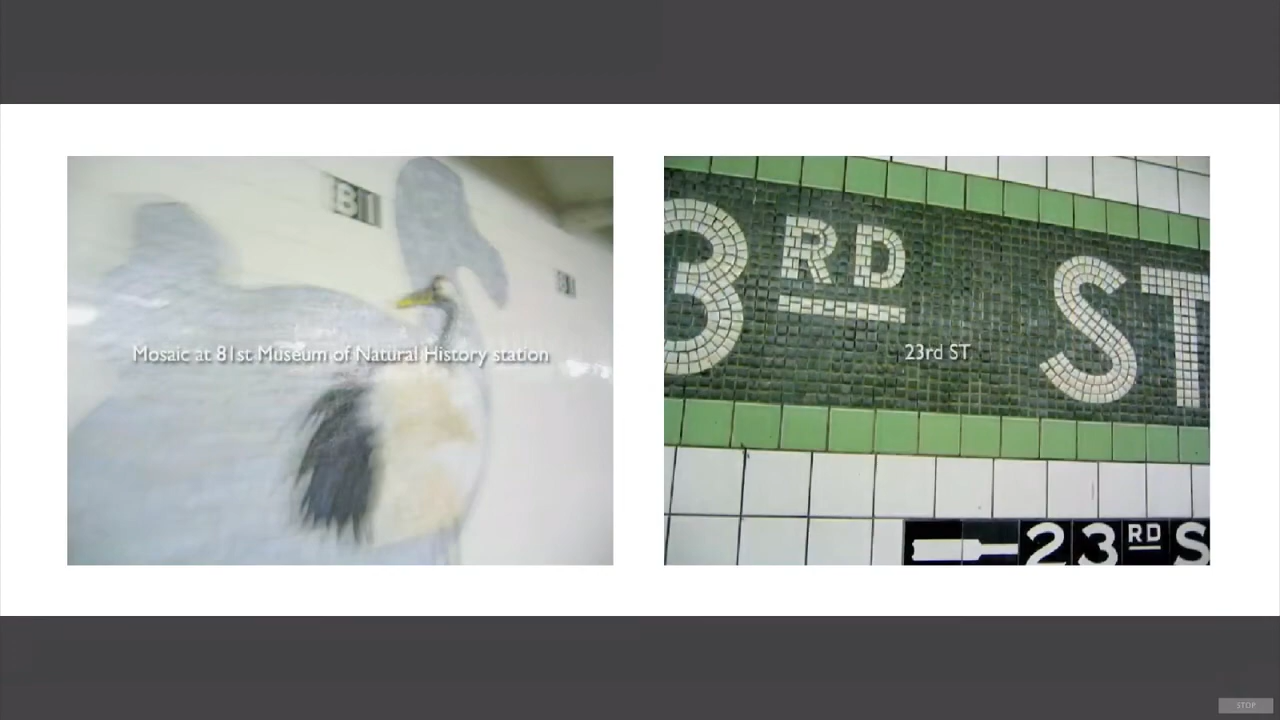 81
81
Mosaic at 81st Museum of Natural History station
3RD ST
23rd ST
23RD S
STOP